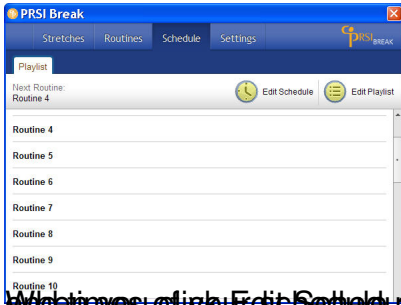 PRSI Break
Stretches Routines Schedule Settings
PRSI BREAK
Playlist
Next Routine:
Routine 4
Edit Schedule Edit Playlist
Routine 4
Routine 5
Routine 6
Routine 7
Routine 8
Routine 9
Routine 10